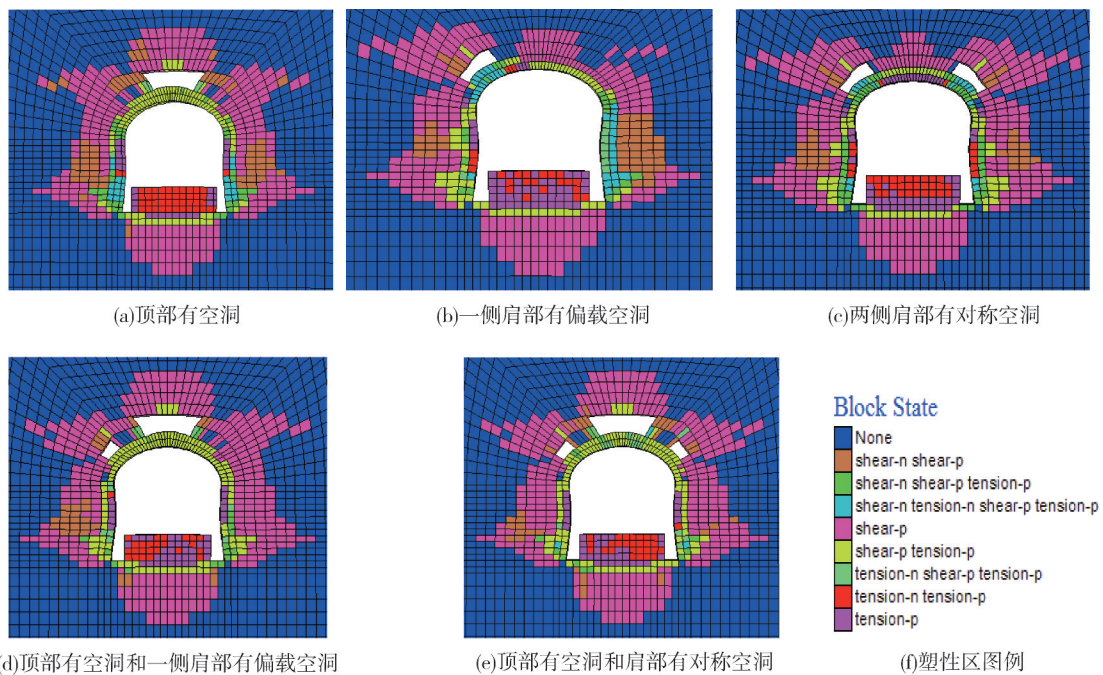 (a)顶部有空洞
(b)一侧肩部有偏载空洞
(c)两侧肩部有对称空洞
Block State
None
shear-n shear-p
shear-n shear-p tension-p
shear-n tension-n shear-p tension-p
shear-p
shear-p tension-p
tension-n shear-p tension-p
tension-n tension-p
tension-p
(d)顶部有空洞和一侧肩部有偏载空洞
(e)顶部有空洞和肩部有对称空洞
(f)塑性区图例